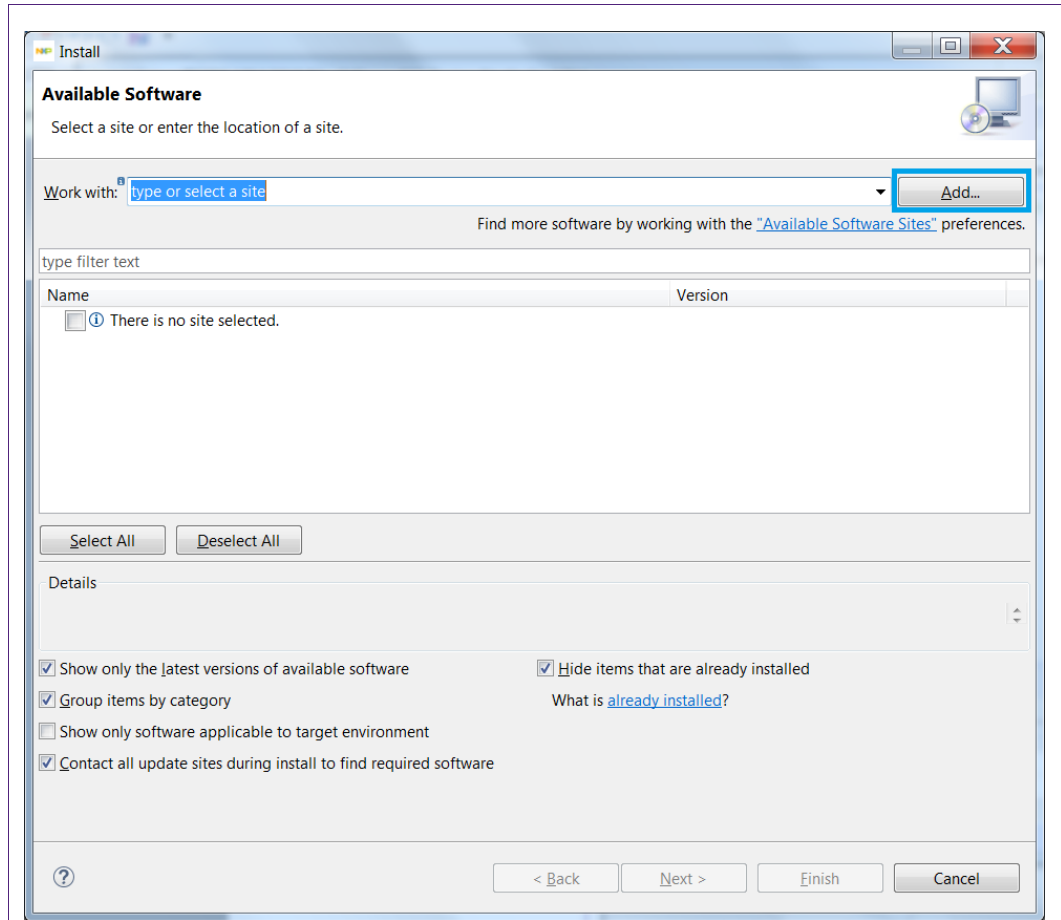 NXP Install
Available Software
Select a site or enter the location of a site.
Work with: type or select a site Add...
Find more software by working with the "Available Software Sites" preferences.
type filter text
Name Version
There is no site selected.
Select All Deselect All
Details
Show only the latest versions of available software Hide items that are already installed
Group items by category What is already installed?
Show only software applicable to target environment
Contact all update sites during install to find required software
? < Back Next > Finish Cancel